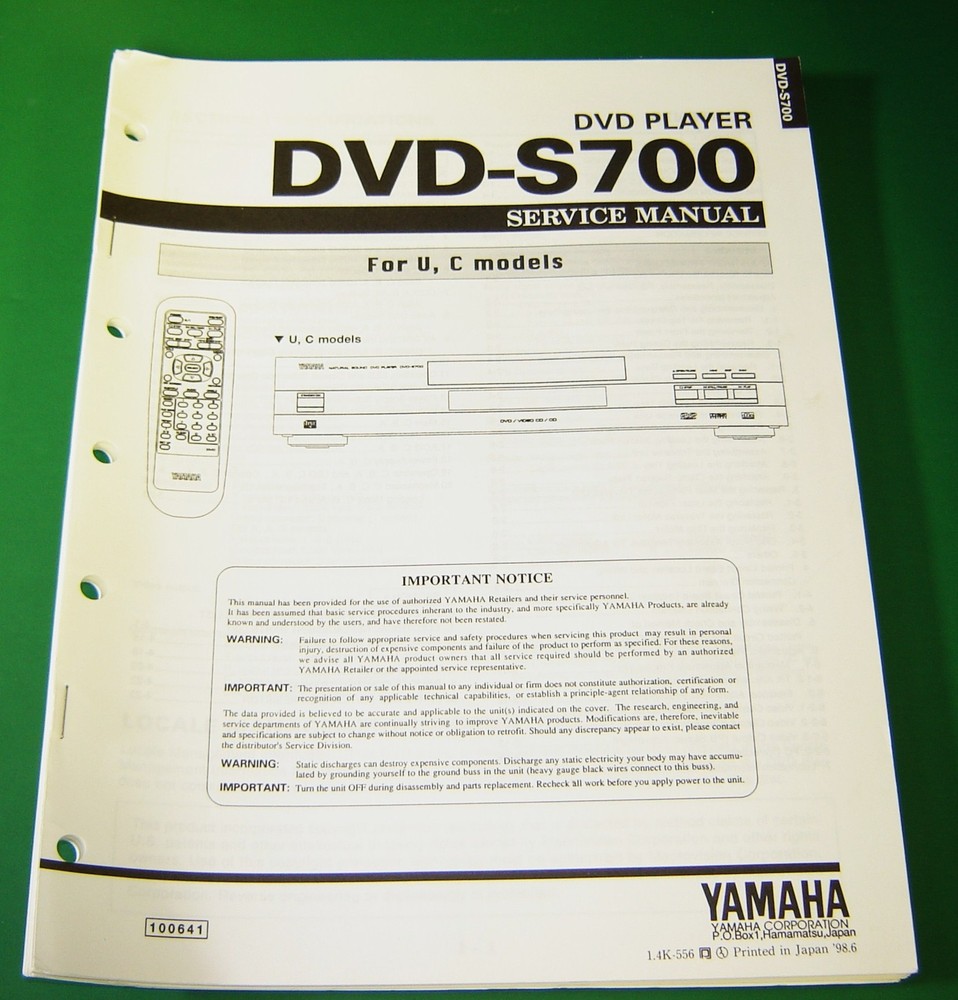 DVD-S700
DVD PLAYER
DVD-S700
SERVICE MANUAL
For U, C models
▼ U, C models
YAMAHA NATURAL SOUND DVD PLAYER DVD-S700
DVD / VIDEO CD / CD
YAMAHA
IMPORTANT NOTICE
This manual has been provided for the use of authorized YAMAHA Retailers and their service personnel.
It has been assumed that basic service procedures inherant to the industry, and more specifically YAMAHA Products, are already
known and understood by the users, and have therefore not been restated.
WARNING: Failure to follow appropriate service and safety procedures when servicing this product may result in personal
injury, destruction of expensive components and failure of the product to perform as specified. For these reasons,
we advise all YAMAHA product owners that all service required should be performed by an authorized
YAMAHA Retailer or the appointed service representative.
IMPORTANT: The presentation or sale of this manual to any individual or firm does not constitute authorization, certification or
recognition of any applicable technical capabilities, or establish a principle-agent relationship of any form.
The data provided is believed to be accurate and applicable to the unit(s) indicated on the cover. The research, engineering, and
service departments of YAMAHA are continually striving to improve YAMAHA products. Modifications are, therefore, inevitable
and specifications are subject to change without notice or obligation to retrofit. Should any discrepancy appear to exist, please contact
the distributor's Service Division.
WARNING: Static discharges can destroy expensive components. Discharge any static electricity your body may have accumu-
lated by grounding yourself to the ground buss in the unit (heavy gauge black wires connect to this buss).
IMPORTANT: Turn the unit OFF during disassembly and parts replacement. Recheck all work before you apply power to the unit.
100641
YAMAHA
YAMAHA CORPORATION
P.O.Box1,Hamamatsu,Japan
1.4K-556 Printed in Japan '98.6